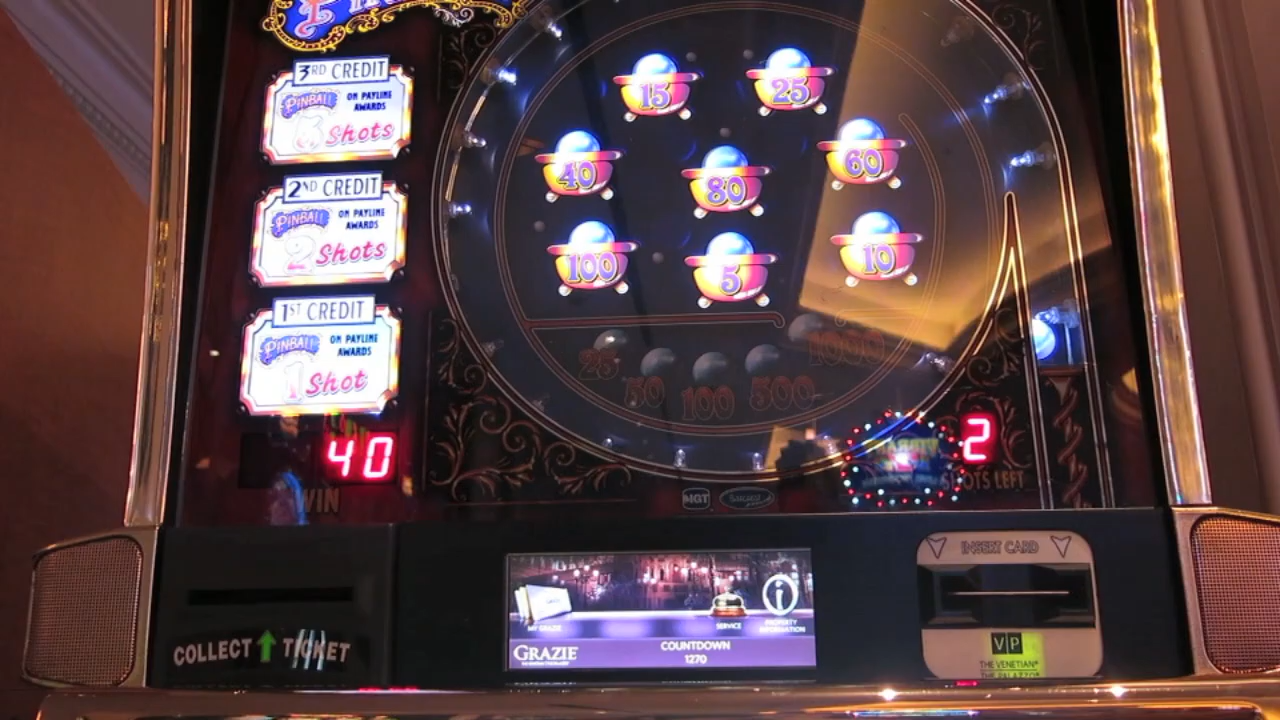 3RD CREDIT
PINBALL
ON PAYLINE
AWARDS
3 Shots
2ND CREDIT
PINBALL
ON PAYLINE
AWARDS
2 Shots
1ST CREDIT
PINBALL
ON PAYLINE
AWARDS
1 Shot
40
WIN
15
25
40
80
60
100
5
10
25
50
100
500
1000
2
SHOTS LEFT
COLLECT TICKET
MY GRAZIE
SERVICE
PROPERTY
INFORMATION
GRAZIE
COUNTDOWN
1270
INSERT CARD
VP
THE VENETIAN®
THE PALAZZO®